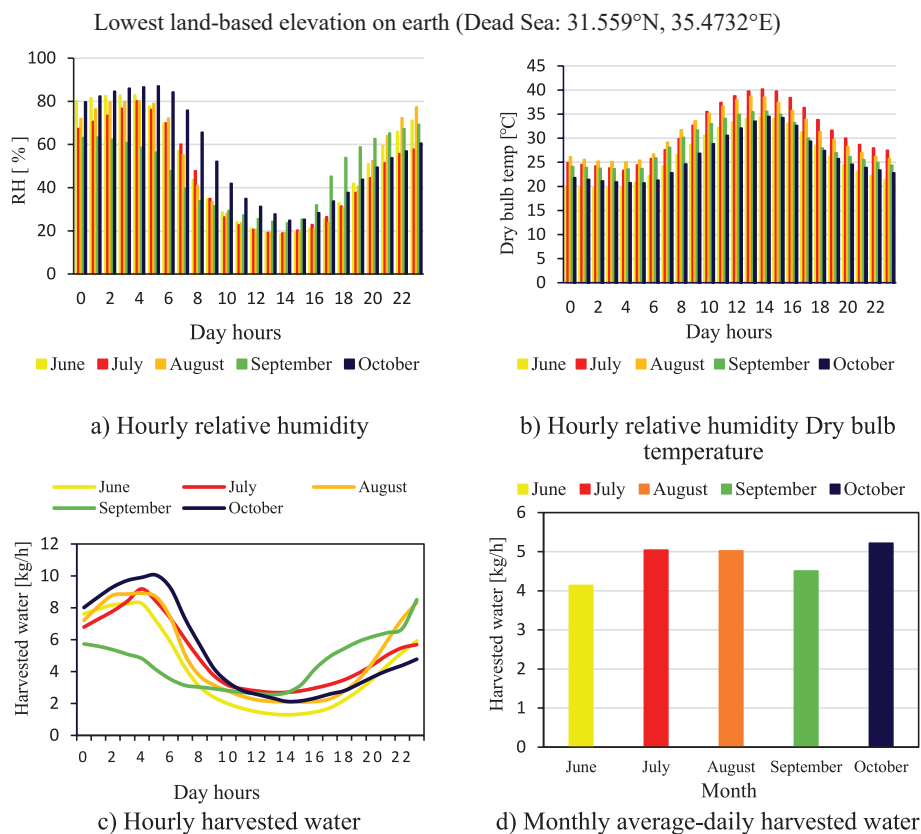 Lowest land-based elevation on earth (Dead Sea: 31.559°N, 35.4732°E)
100
80
60
40
20
0
RH [ % ]
0 2 4 6 8 10 12 14 16 18 20 22
Day hours
June July August September October
a) Hourly relative humidity
45
40
35
30
25
20
15
10
5
0
Dry bulb temp [°C]
0 2 4 6 8 10 12 14 16 18 20 22
Day hours
June July August September October
b) Hourly relative humidity Dry bulb
temperature
June July August
September October
12
10
8
6
4
2
0
Harvested water [kg/h]
0 2 4 6 8 10 12 14 16 18 20 22
Day hours
c) Hourly harvested water
June July August September October
6
5
4
3
2
1
0
Harvested water [kg/h]
June July August September October
Month
d) Monthly average-daily harvested water